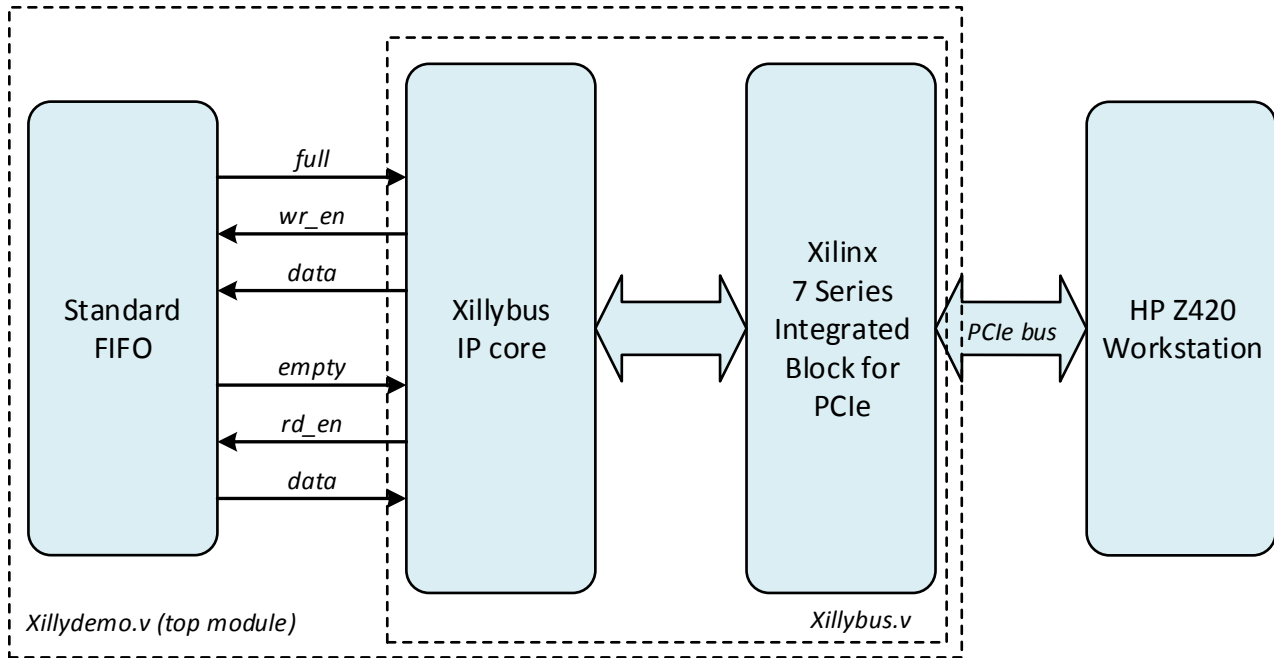 Standard
FIFO
full
wr_en
data
empty
rd_en
data
Xillybus
IP core
Xilinx
7 Series
Integrated
Block for
PCIe
PCIe bus
HP Z420
Workstation
Xillydemo.v (top module)
Xillybus.v